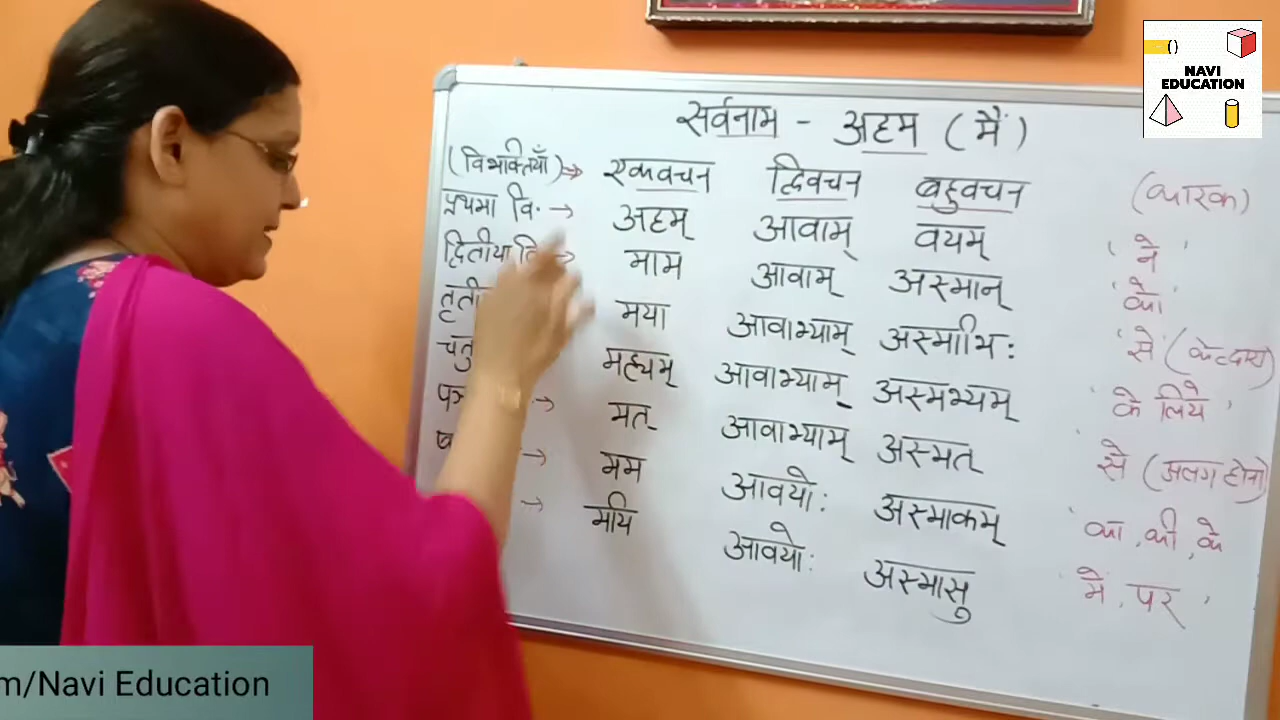 सर्वनाम - अहम (मैं)
(विभक्तियाँ) → एकवचन द्विवचन बहुवचन (कारक)
प्रथमा वि. → अहम् आवाम् वयम् 'ने'
द्वितीया → माम आवाम् अस्मान् 'को'
मया आवाभ्याम् अस्माभि: 'से (के द्वारा)
मह्यम् आवाभ्याम् अस्मभ्यम् 'के लिये'
→ मत् आवाभ्याम् अस्मत् 'से (अलग होना)
→ मम आवयो: अस्माकम् 'का, की, के
→ मयि आवयो: अस्मासु 'में, पर'
NAVI
EDUCATION
m/Navi Education